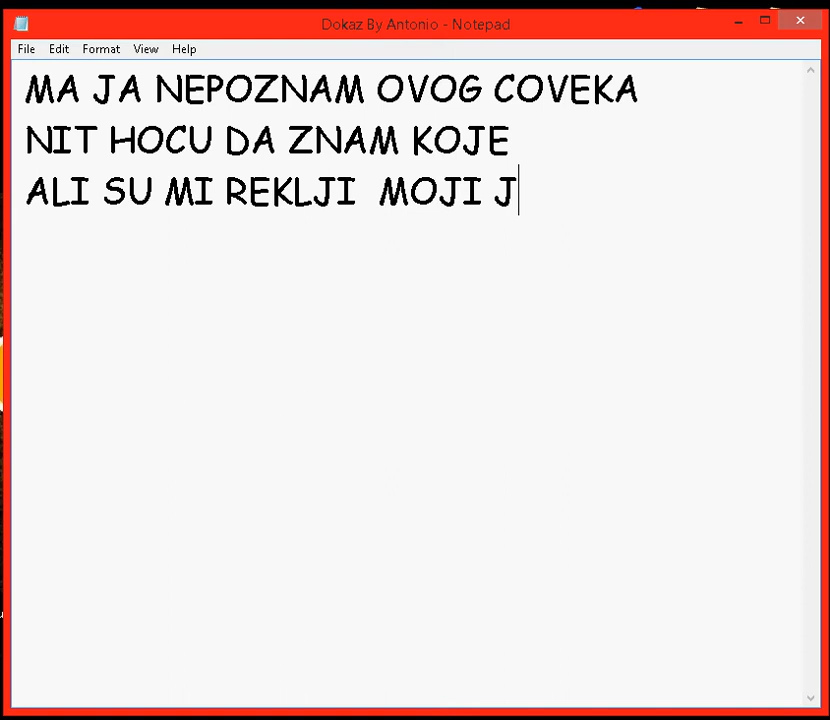 Dokaz By Antonio - Notepad
File Edit Format View Help
MA JA NEPOZNAM OVOG COVEKA
NIT HOCU DA ZNAM KOJE
ALI SU MI REKLJI  MOJI J